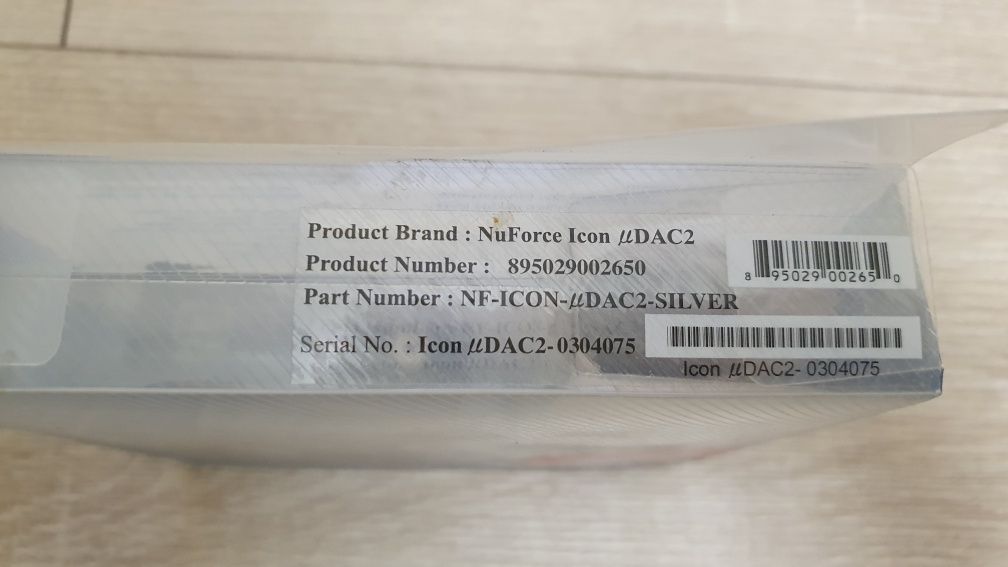 Product Brand : NuForce Icon μDAC2
Product Number : 895029002650
8 95029 00265 0
Part Number : NF-ICON-μDAC2-SILVER
Serial No. : Icon μDAC2- 0304075
Icon μDAC2- 0304075